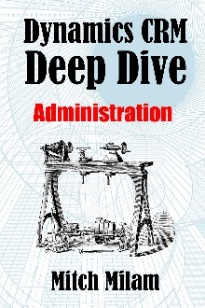 Dynamics CRM
Deep Dive
Administration
Mitch Milam